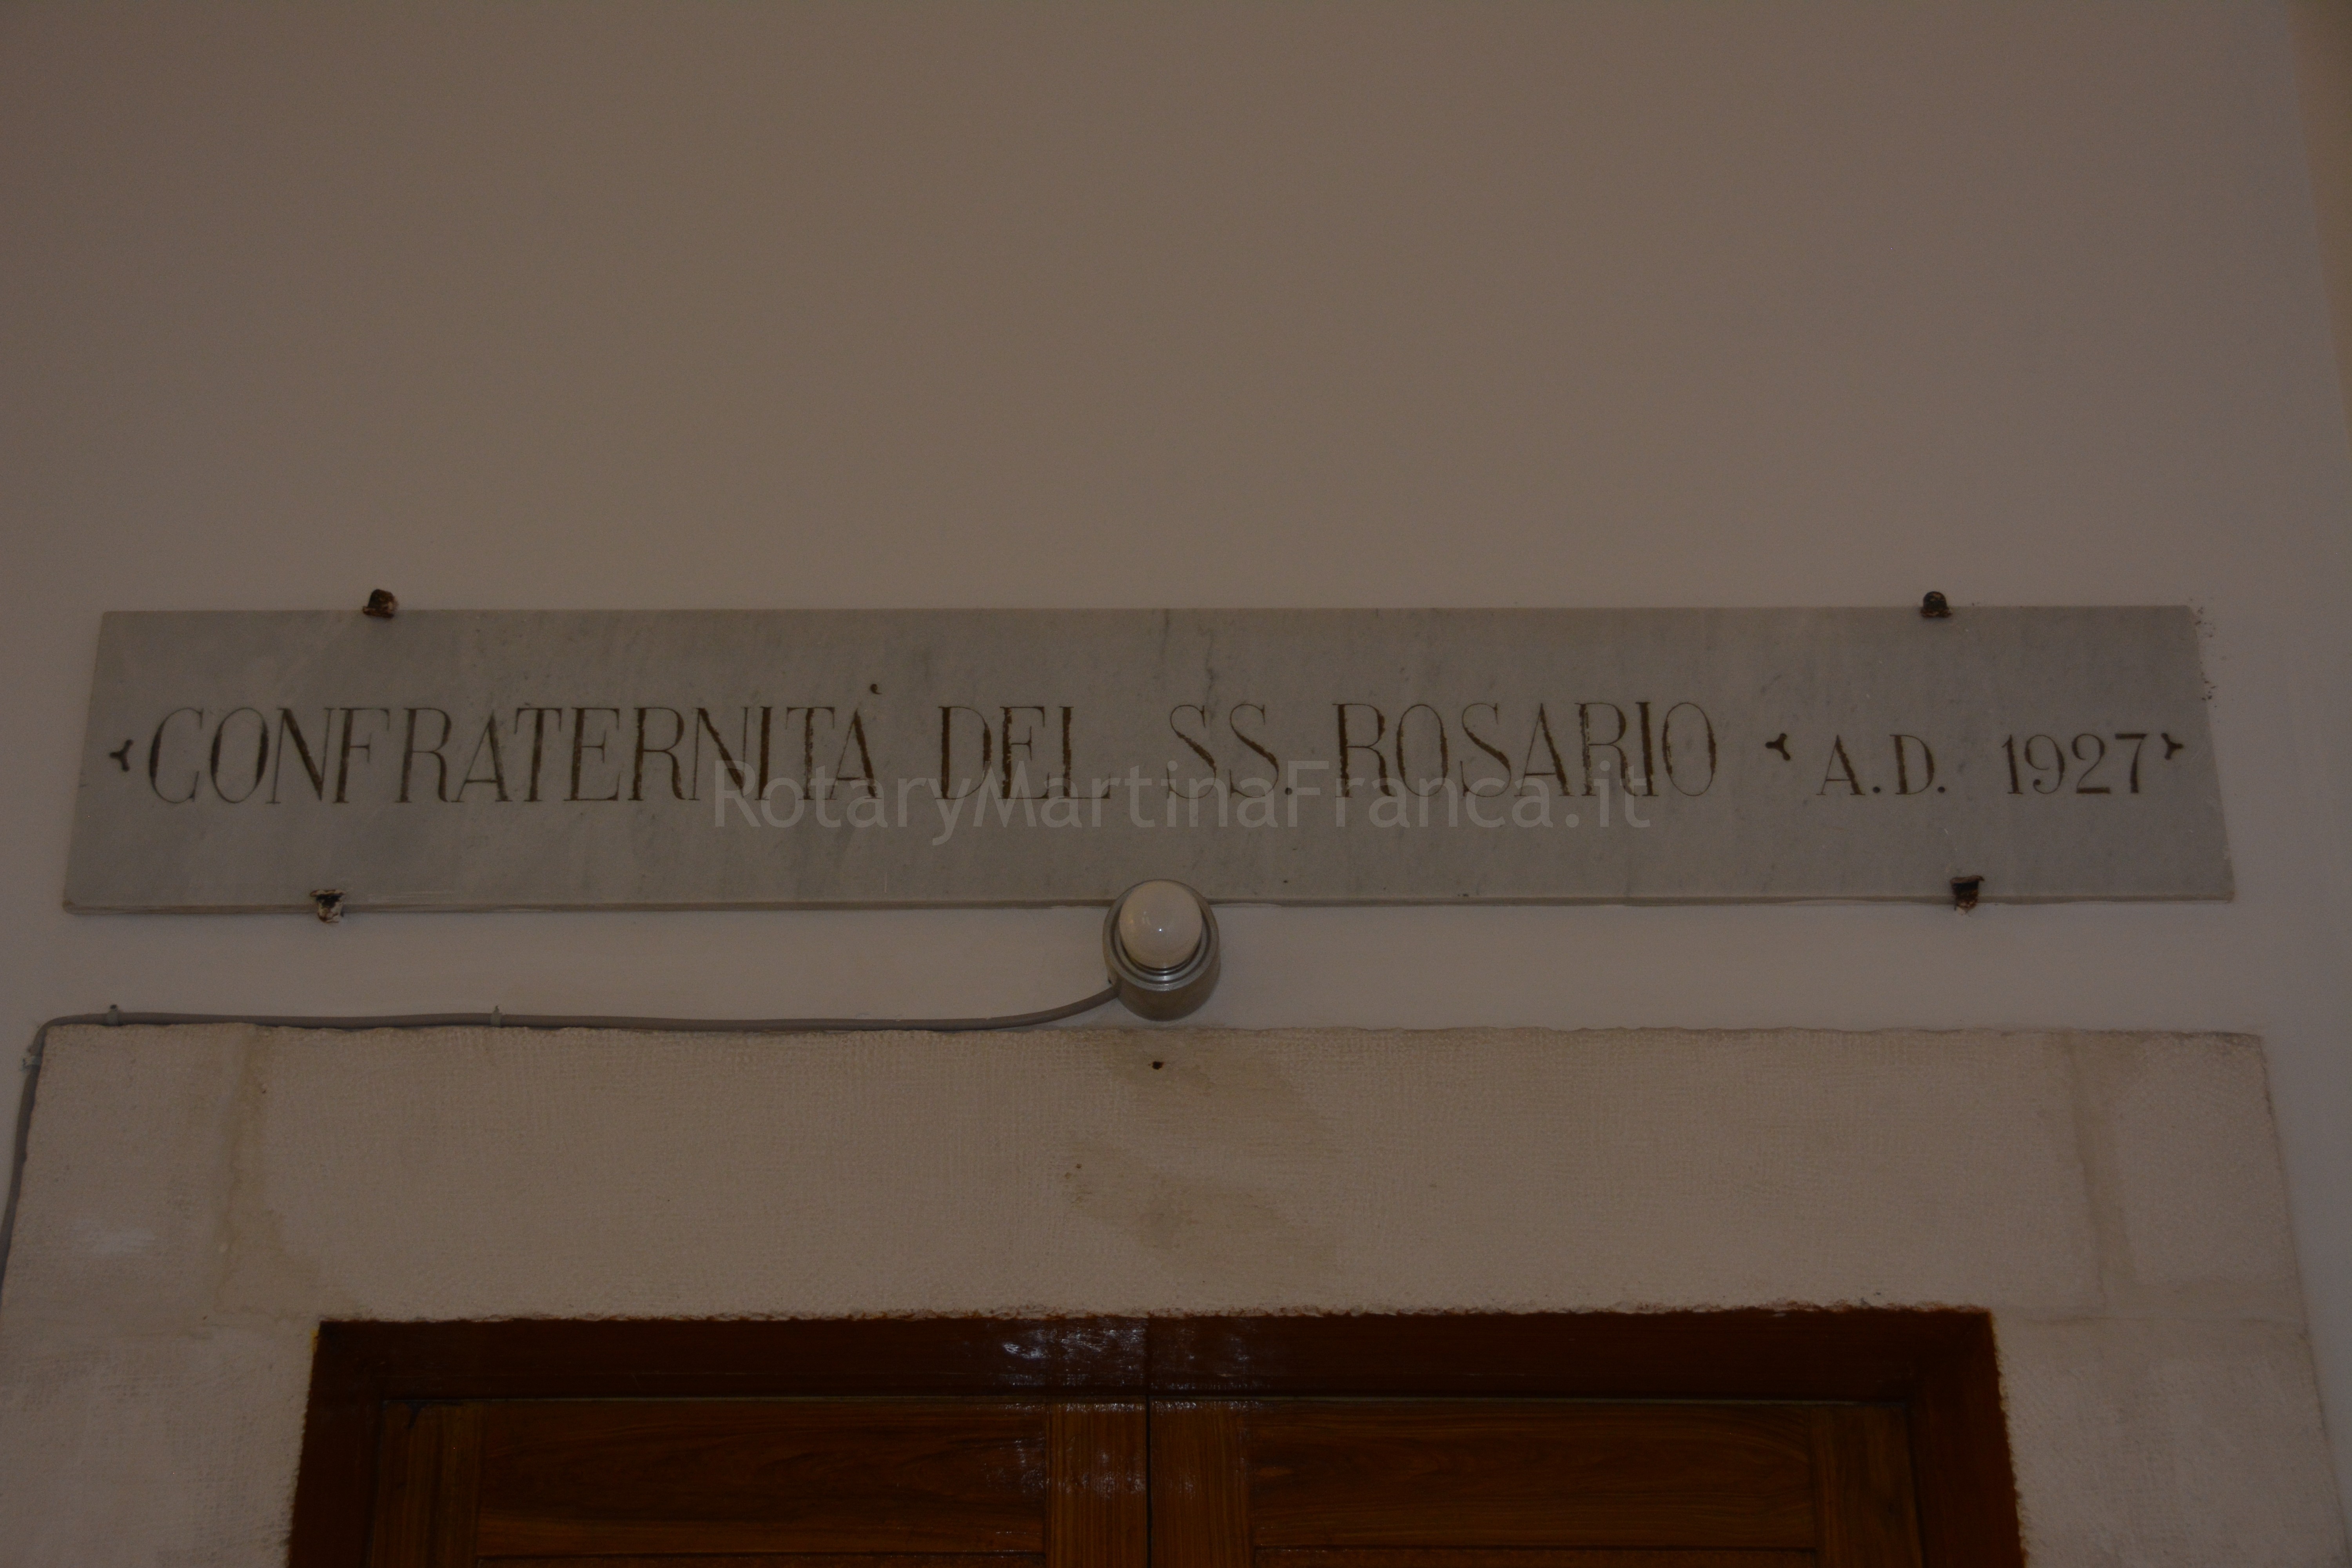 CONFRATERNITÀ DEL SS. ROSARIO A.D. 1927
RotaryMartinaFranca.it